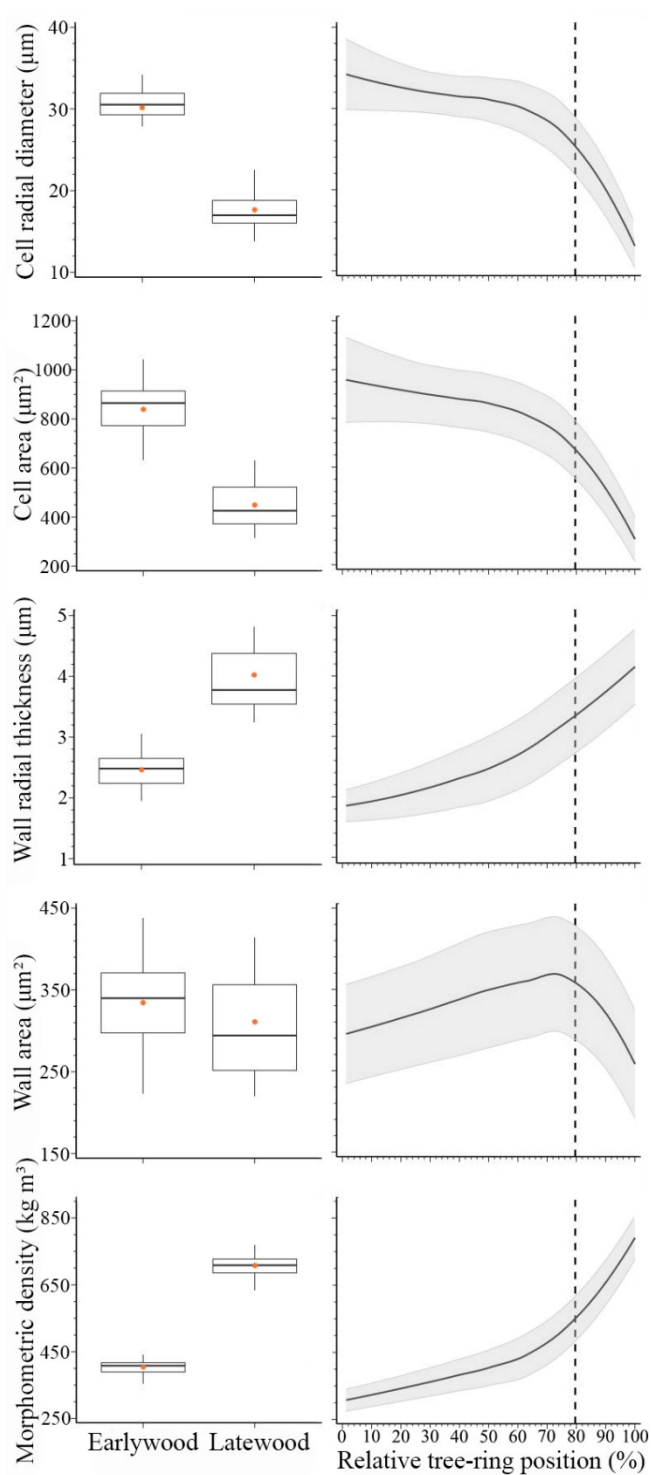 Cell radial diameter (μm)
40
30
20
10
Cell area (μm²)
1200
1000
800
600
400
200
Wall radial thickness (μm)
5
4
3
2
1
Wall area (μm²)
450
350
250
150
Morphometric density (kg m³)
850
650
450
250
Earlywood Latewood
0 10 20 30 40 50 60 70 80 90 100
Relative tree-ring position (%)